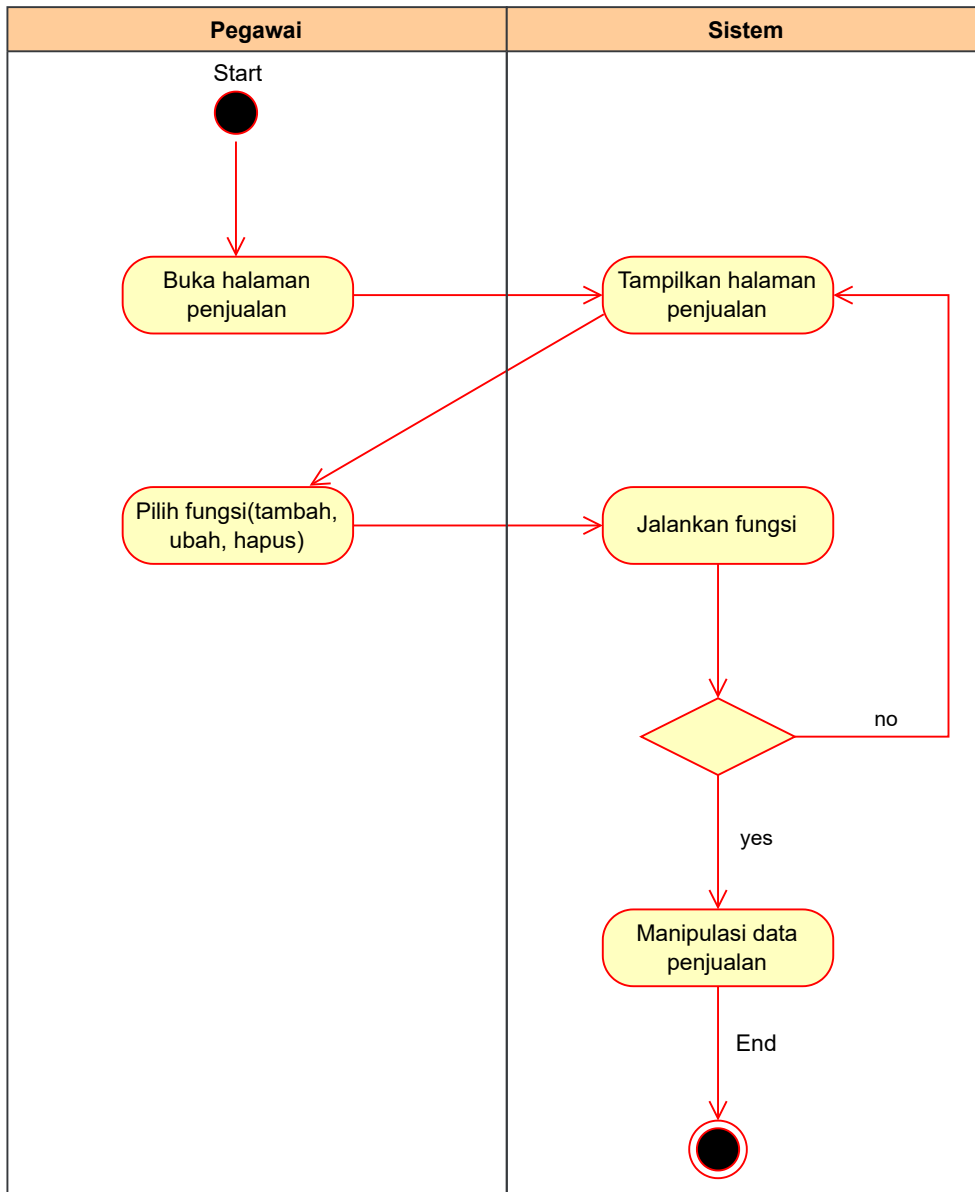 Pegawai
Sistem
Start
Buka halaman
penjualan
Tampilkan halaman
penjualan
Pilih fungsi(tambah,
ubah, hapus)
Jalankan fungsi
no
yes
Manipulasi data
penjualan
End